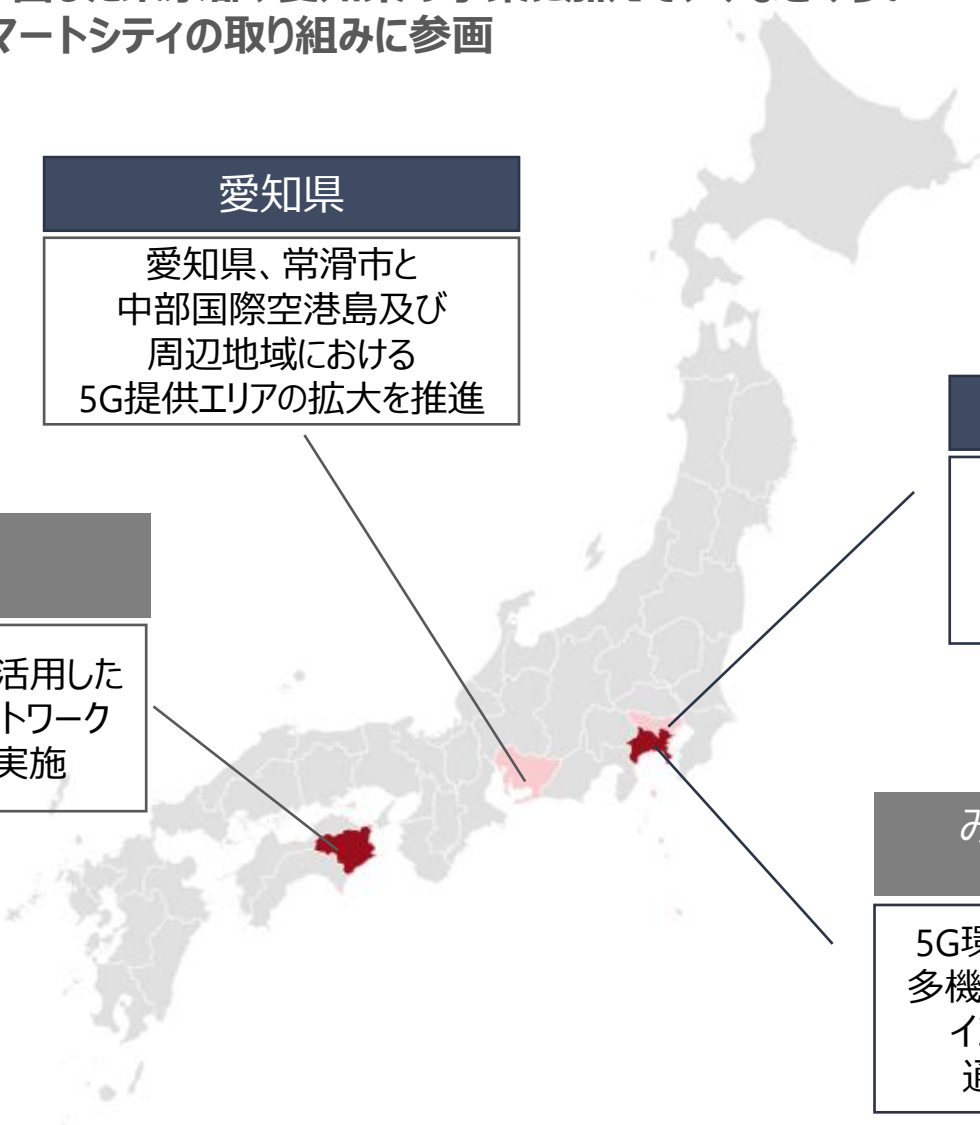 マートシティの取り組みに参画
愛知県
愛知県、常滑市と
中部国際空港島及び
周辺地域における
5G提供エリアの拡大を推進
活用した
トワーク
実施
み
5G環
多機
イ
通